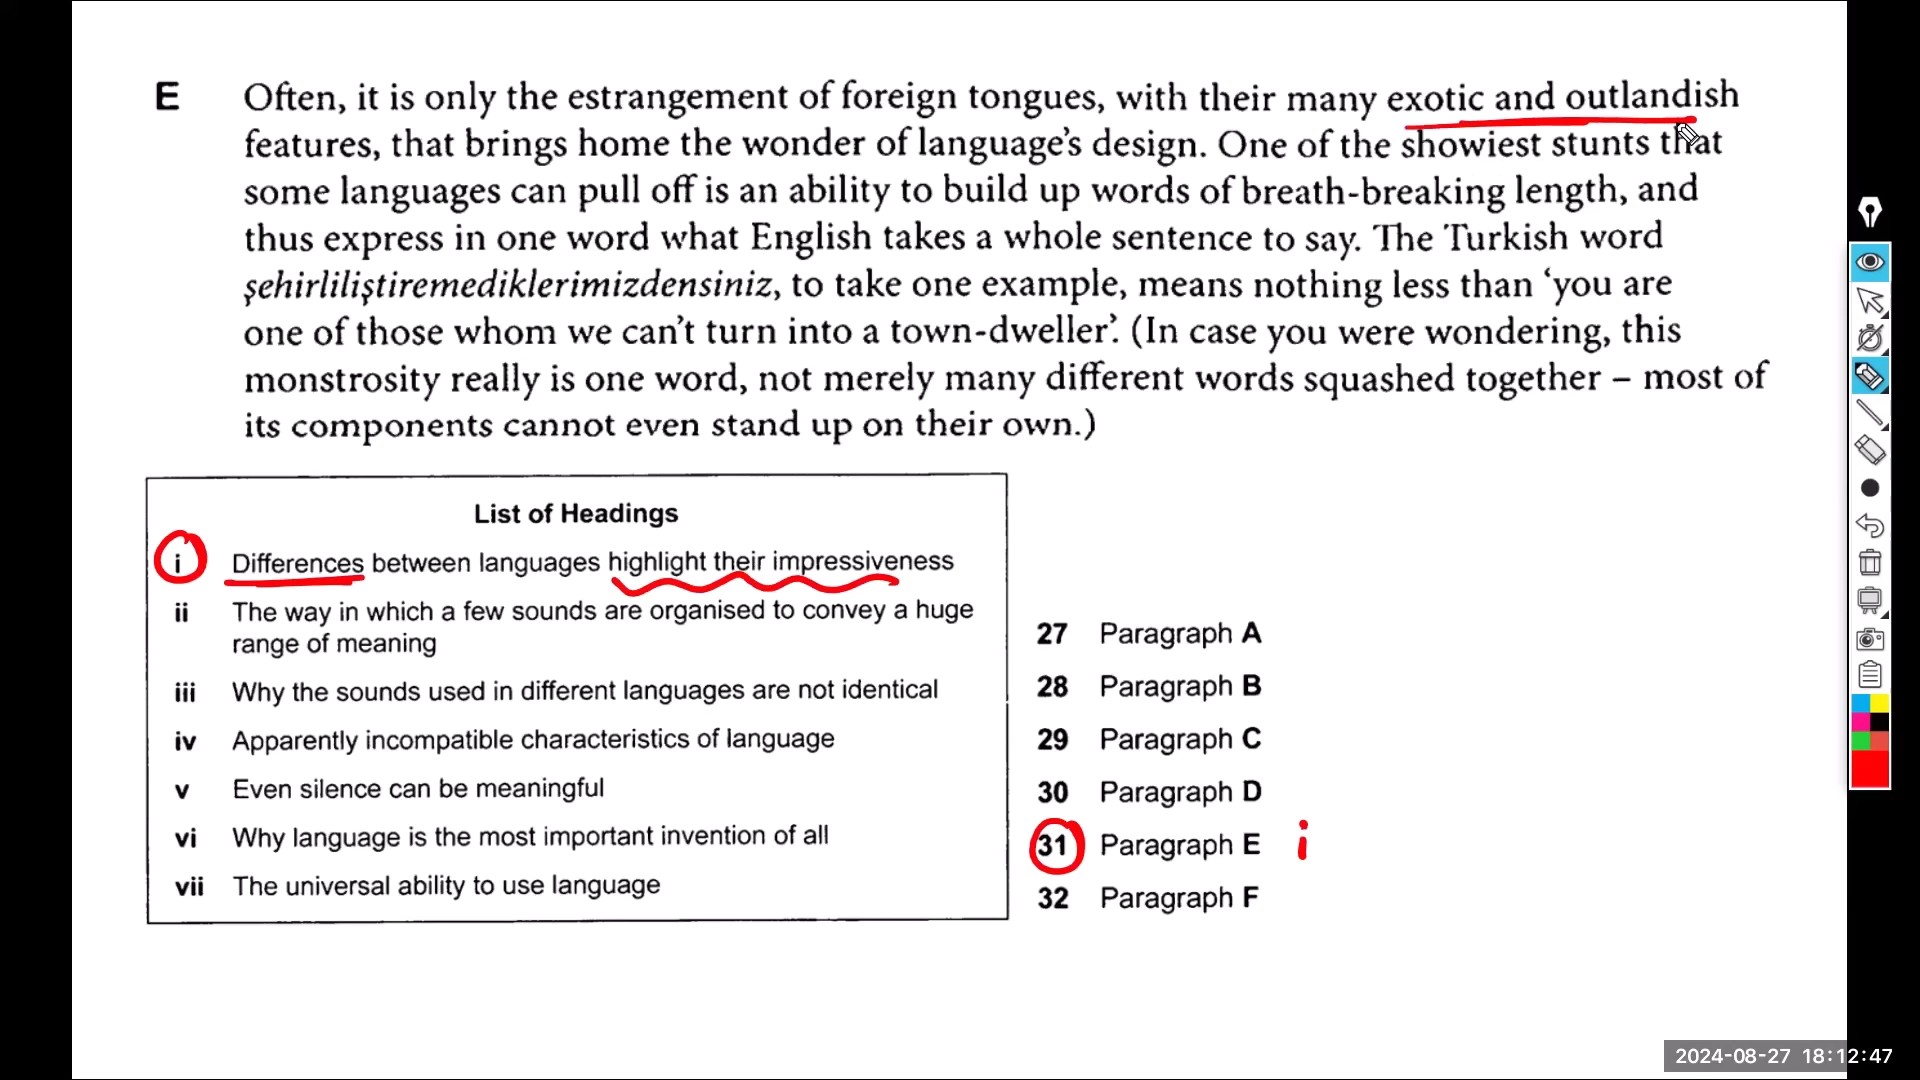 E Often, it is only the estrangement of foreign tongues, with their many exotic and outlandish
features, that brings home the wonder of language's design. One of the showiest stunts that
some languages can pull off is an ability to build up words of breath-breaking length, and
thus express in one word what English takes a whole sentence to say. The Turkish word
şehirliliştiremediklerimizdensiniz, to take one example, means nothing less than ‘you are
one of those whom we can't turn into a town-dweller’. (In case you were wondering, this
monstrosity really is one word, not merely many different words squashed together – most of
its components cannot even stand up on their own.)
List of Headings
i Differences between languages highlight their impressiveness
ii The way in which a few sounds are organised to convey a huge
range of meaning
iii Why the sounds used in different languages are not identical
iv Apparently incompatible characteristics of language
v Even silence can be meaningful
vi Why language is the most important invention of all
vii The universal ability to use language
27 Paragraph A
28 Paragraph B
29 Paragraph C
30 Paragraph D
31 Paragraph E i
32 Paragraph F
2024-08-27 18:12:47